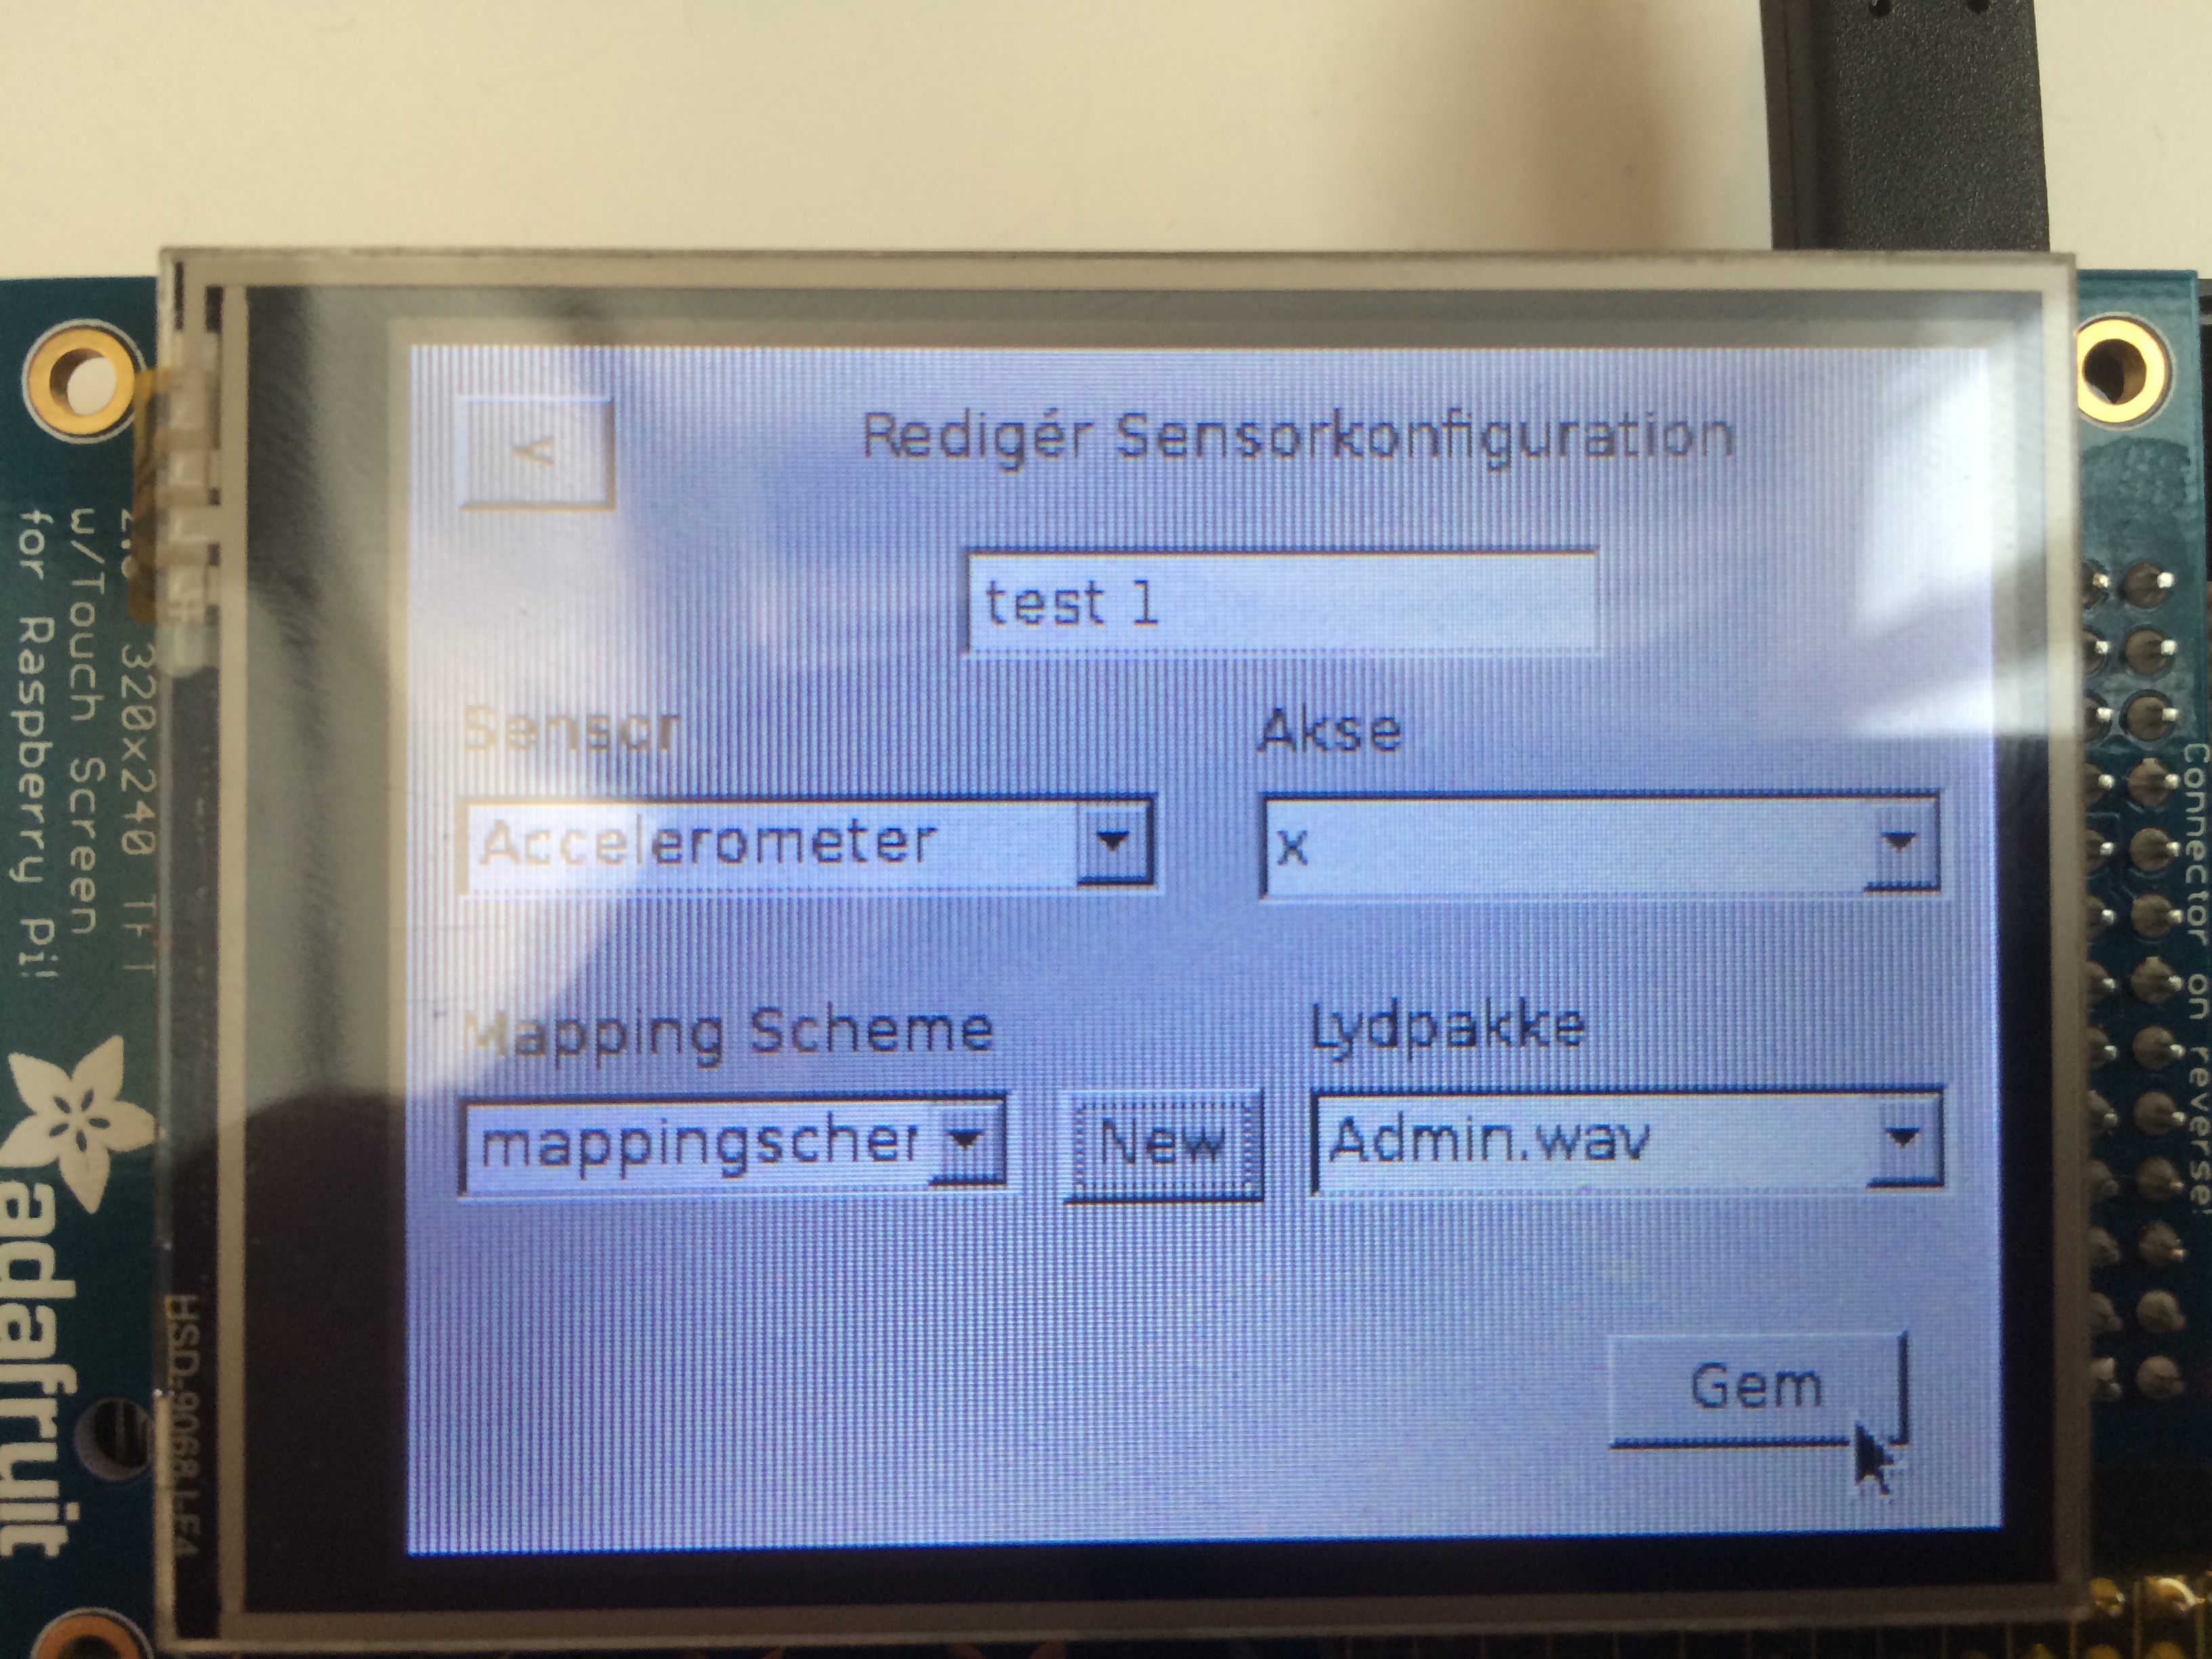 <
Redigér Sensorkonfiguration
test 1
Sensor
Akse
Accelerometer
x
Mapping Scheme
Lydpakke
mappingscher
New
Admin.wav
Gem
320x240 TFT
w/Touch Screen
for Raspberry Pi!
adafruit
Connector on reverse!